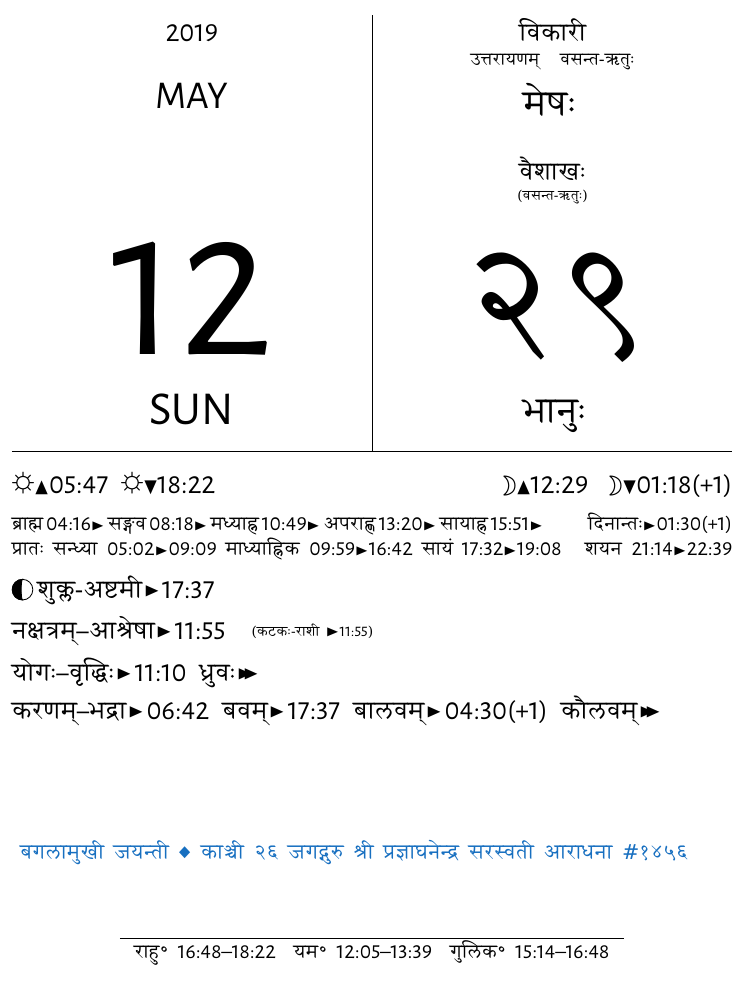 2019
MAY
12
SUN
विकारी
उत्तरायणम् वसन्त-ऋतुः
मेषः
वैशाखः
(वसन्त-ऋतुः)
२९
भानुः
☼▲05:47 ☼▼18:22 ☽▲12:29 ☽▼01:18(+1)
ब्राह्म 04:16► सङ्गव 08:18► मध्याह्न 10:49► अपराह्ण 13:20► सायाह्न 15:51► दिनान्तः►01:30(+1)
प्रातः सन्ध्या 05:02►09:09 माध्याह्निक 09:59►16:42 सायं 17:32►19:08 शयन 21:14►22:39
शुक्ल-अष्टमी►17:37
नक्षत्रम्–आश्रेषा►11:55 (कटकः-राशी ►11:55)
योगः–वृद्धिः►11:10 ध्रुवः►►
करणम्–भद्रा►06:42 बवम्►17:37 बालवम्►04:30(+1) कौलवम्►►
बगलामुखी जयन्ती ◆ काञ्ची २६ जगद्गुरु श्री प्रज्ञाघनेन्द्र सरस्वती आराधना #१४५६
राहु॰ 16:48–18:22 यम॰ 12:05–13:39 गुलिक॰ 15:14–16:48